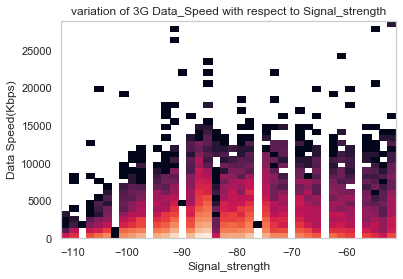 variation of 3G Data_Speed with respect to Signal_strength
Data Speed(Kbps)
25000
20000
15000
10000
5000
0
−110 −100 −90 −80 −70 −60
Signal_strength